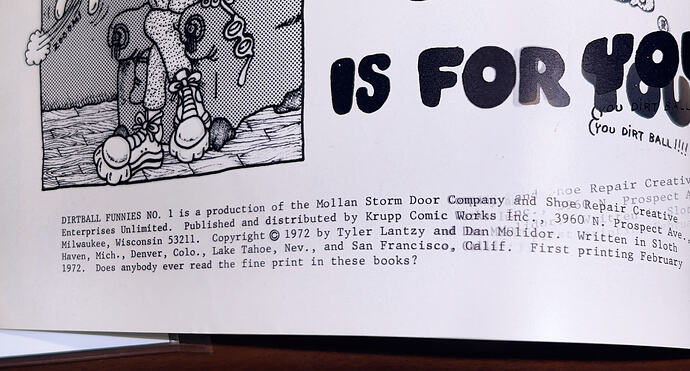 ZOOM!
IS FOR YOU
(YOU DIRT BALL!!!!
DIRTBALL FUNNIES NO. 1 is a production of the Mollan Storm Door Company and Shoe Repair Creative
Enterprises Unlimited. Published and distributed by Krupp Comic Works Inc., 3960 N. Prospect Ave.,
Milwaukee, Wisconsin 53211. Copyright © 1972 by Tyler Lantzy and Dan Molidor. Written in Sloth
Haven, Mich., Denver, Colo., Lake Tahoe, Nev., and San Francisco, Calif. First printing February
1972. Does anybody ever read the fine print in these books?